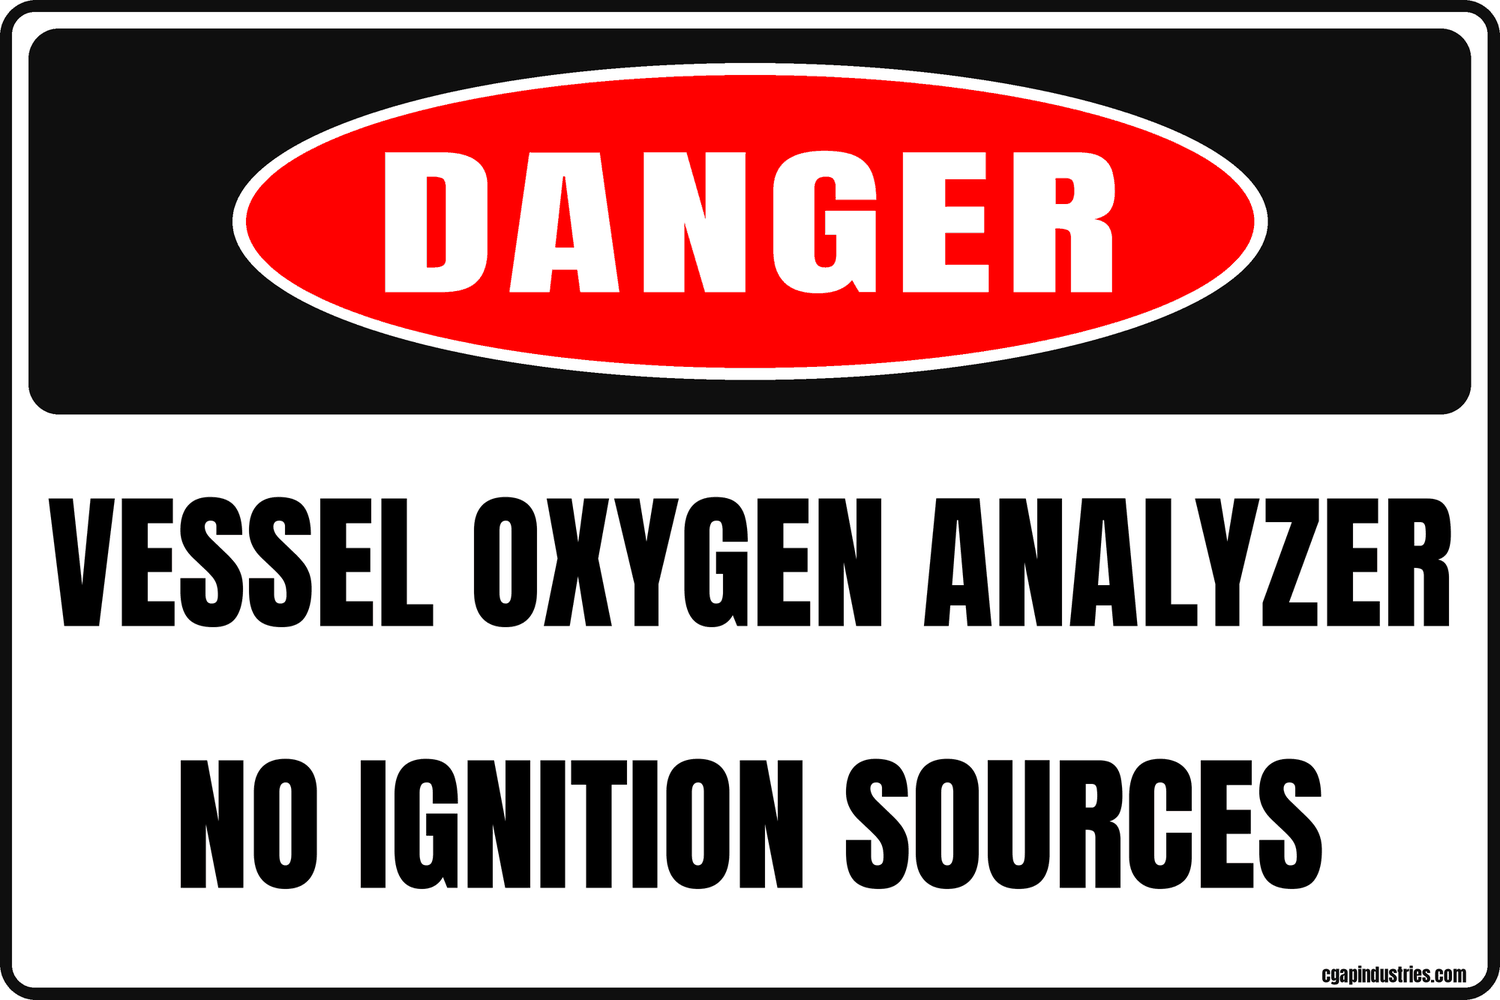 DANGER
VESSEL OXYGEN ANALYZER
NO IGNITION SOURCES
cgapindustries.com